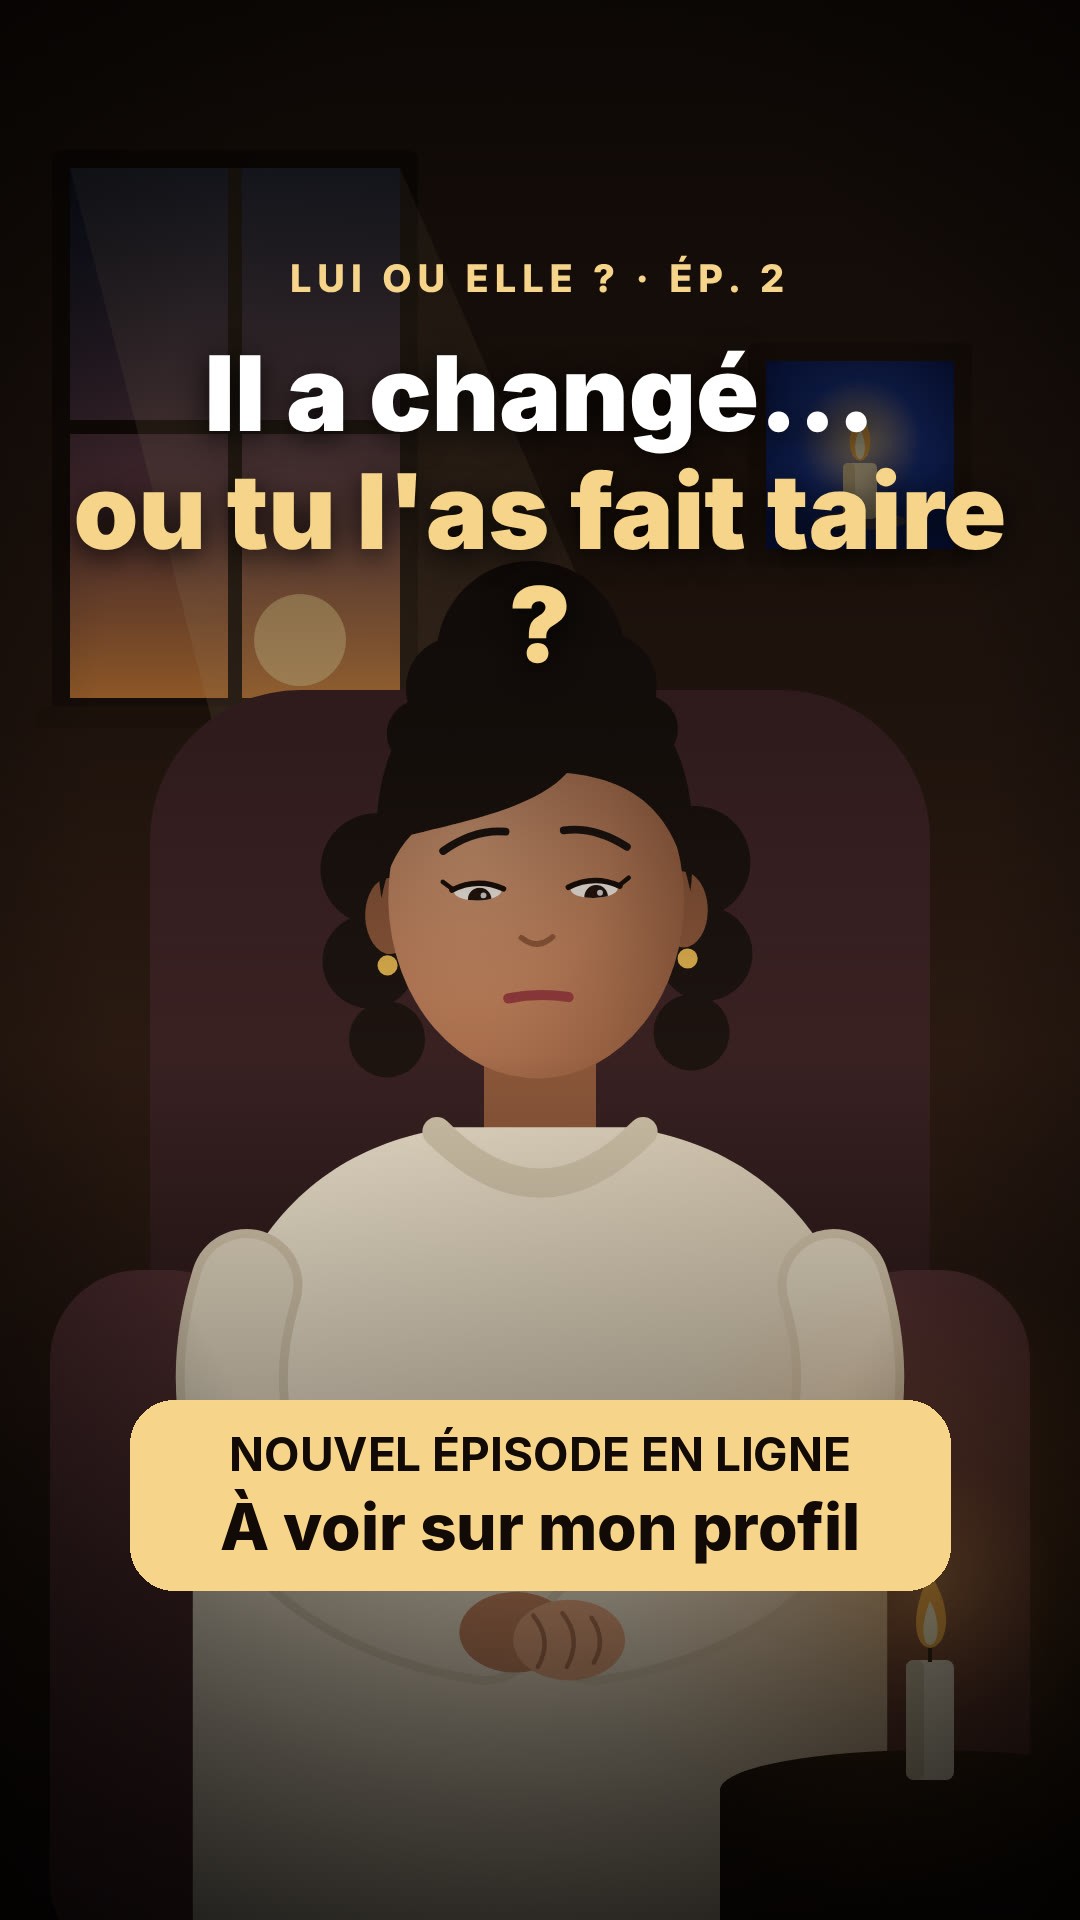 LUI OU ELLE ? · ÉP. 2
Il a changé...
ou tu l'as fait taire
?
NOUVEL ÉPISODE EN LIGNE
À voir sur mon profil